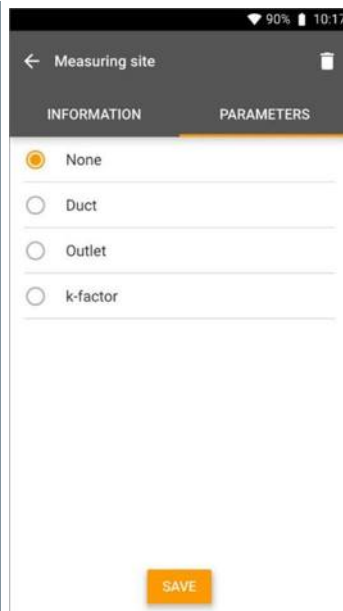 90% 10:17
Measuring site
INFORMATION PARAMETERS
None
Duct
Outlet
k-factor
SAVE